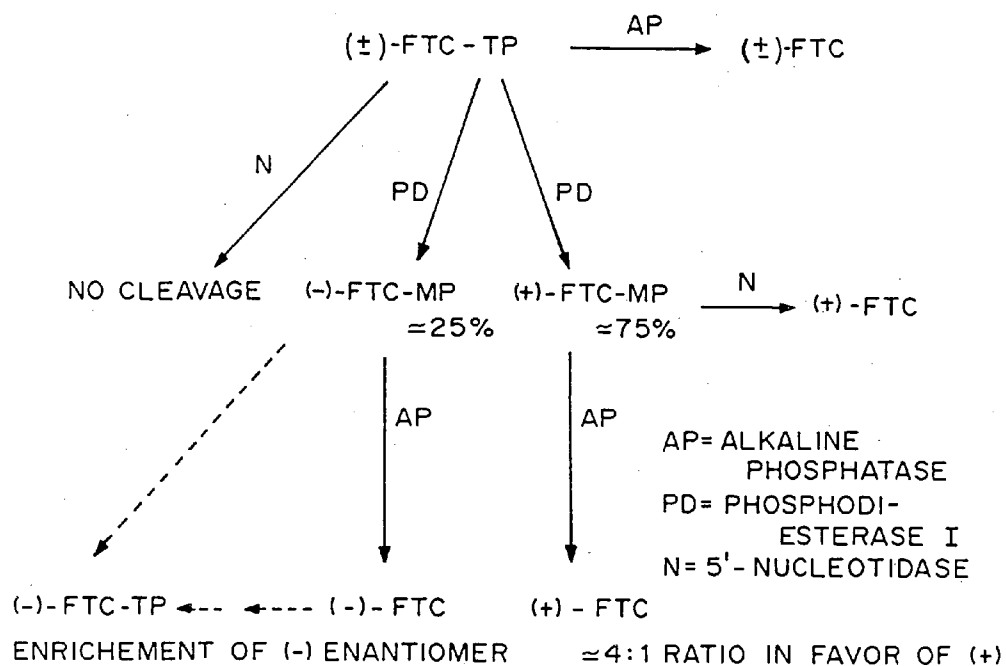 (±)-FTC-TP
AP
(±)-FTC
N
PD
PD
NO CLEAVAGE
(-)-FTC-MP
≃25%
(+)-FTC-MP
≃75%
N
(+)-FTC
AP
AP
AP= ALKALINE
PHOSPHATASE
PD= PHOSPHODI-
ESTERASE I
N= 5'-NUCLEOTIDASE
(-)-FTC-TP
(-)-FTC
(+)-FTC
ENRICHEMENT OF (-) ENANTIOMER
≃4:1 RATIO IN FAVOR OF (+)